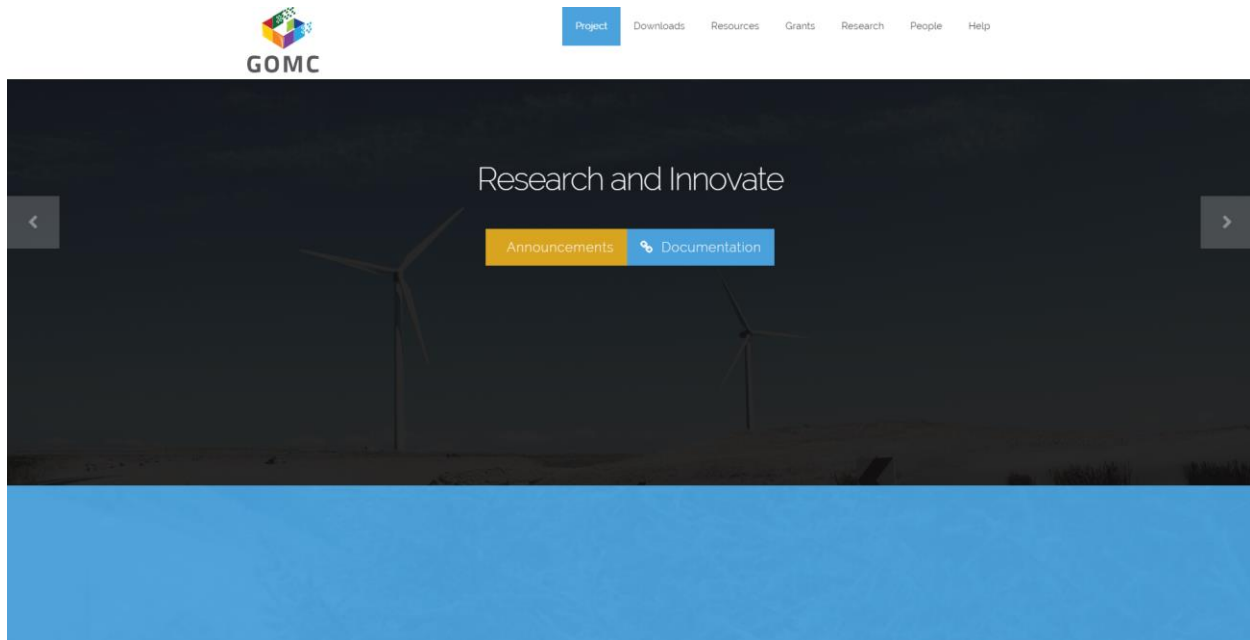 GOMC
Project Downloads Resources Grants Research People Help
Research and Innovate
Announcements Documentation